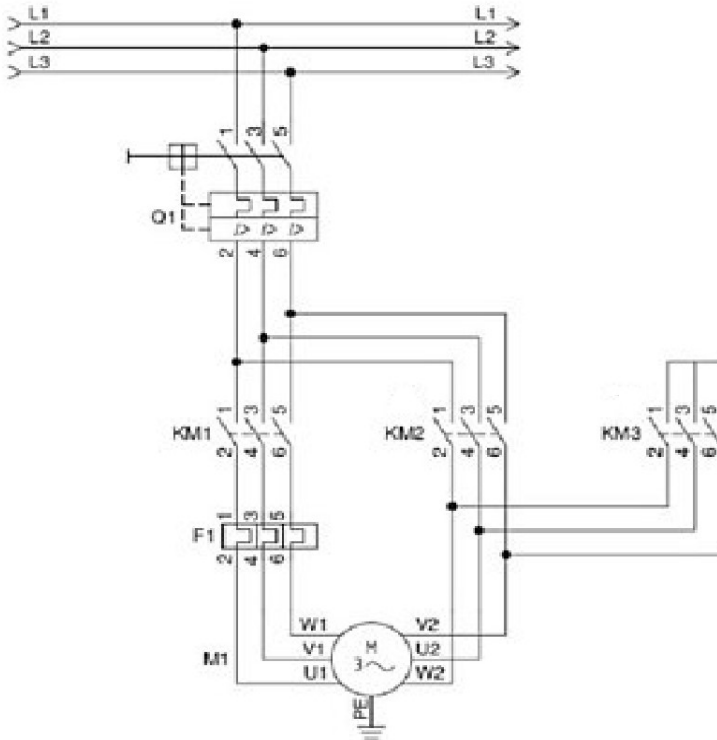 L1 L1
L2 L2
L3 L3
1 3 5
Q1
2 4 6
1 3 5 1 3 5 1 3 5
KM1 KM2 KM3
2 4 6 2 4 6 2 4 6
1 3 5
F1
2 4 6
W1 V2
M
V1 U2
3
M1
U1 W2
PE